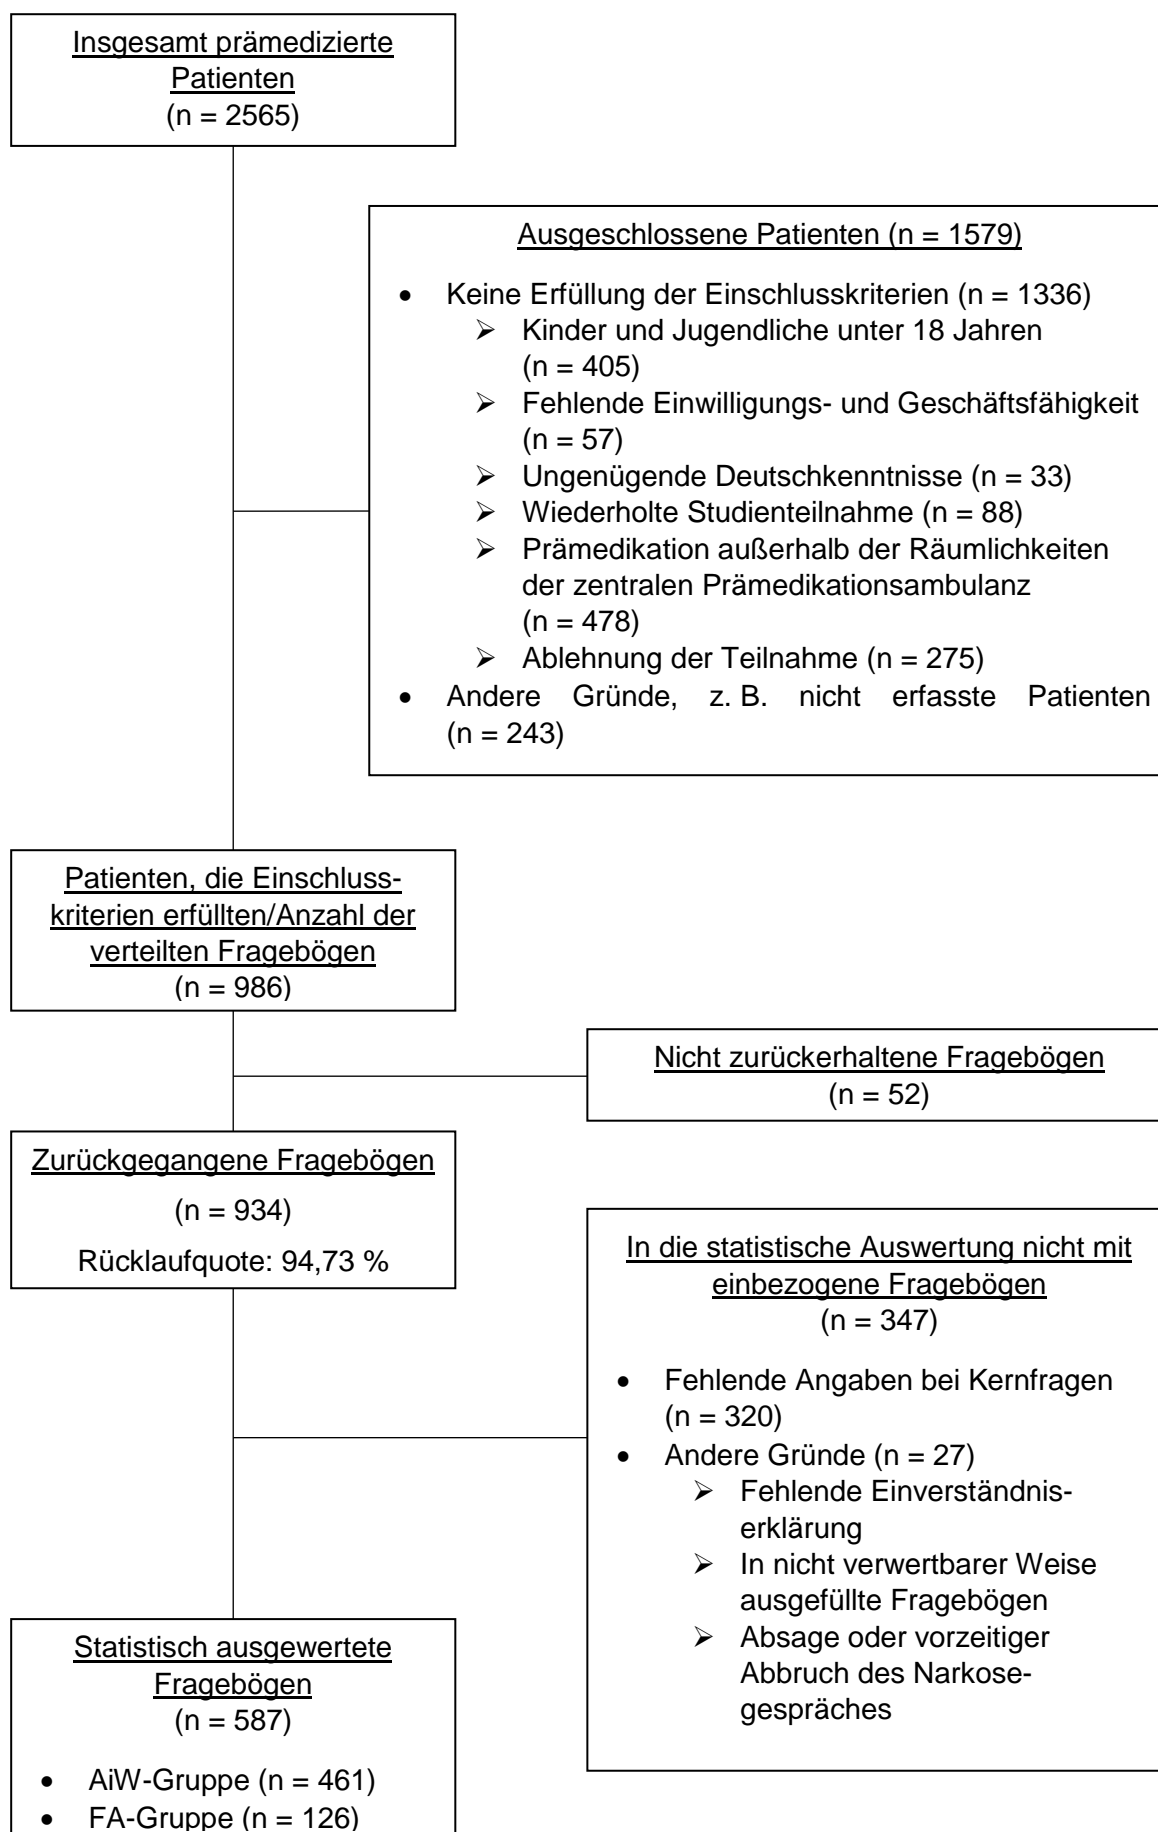 Insgesamt prämedizierte
Patienten
(n = 2565)
Ausgeschlossene Patienten (n = 1579)
• Keine Erfüllung der Einschlusskriterien (n = 1336)
➢ Kinder und Jugendliche unter 18 Jahren
(n = 405)
➢ Fehlende Einwilligungs- und Geschäftsfähigkeit
(n = 57)
➢ Ungenügende Deutschkenntnisse (n = 33)
➢ Wiederholte Studienteilnahme (n = 88)
➢ Prämedikation außerhalb der Räumlichkeiten
der zentralen Prämedikationsambulanz
(n = 478)
➢ Ablehnung der Teilnahme (n = 275)
• Andere Gründe, z. B. nicht erfasste Patienten
(n = 243)
Patienten, die Einschluss-
kriterien erfüllten/Anzahl der
verteilten Fragebögen
(n = 986)
Nicht zurückerhaltene Fragebögen
(n = 52)
Zurückgegangene Fragebögen
(n = 934)
Rücklaufquote: 94,73 %
In die statistische Auswertung nicht mit
einbezogene Fragebögen
(n = 347)
• Fehlende Angaben bei Kernfragen
(n = 320)
• Andere Gründe (n = 27)
➢ Fehlende Einverständnis-
erklärung
➢ In nicht verwertbarer Weise
ausgefüllte Fragebögen
➢ Absage oder vorzeitiger
Abbruch des Narkose-
gespräches
Statistisch ausgewertete
Fragebögen
(n = 587)
• AiW-Gruppe (n = 461)
• FA-Gruppe (n = 126)